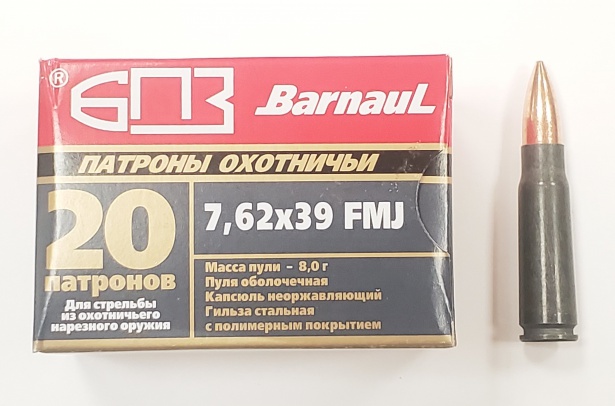 ® БПЗ Barnaul
ПАТРОНЫ ОХОТНИЧЬИ
20
патронов
Для стрельбы
из охотничьего
нарезного оружия
7,62x39 FMJ
Масса пули – 8,0 г
Пуля оболочечная
Капсюль неоржавляющий
Гильза стальная
с полимерным покрытием